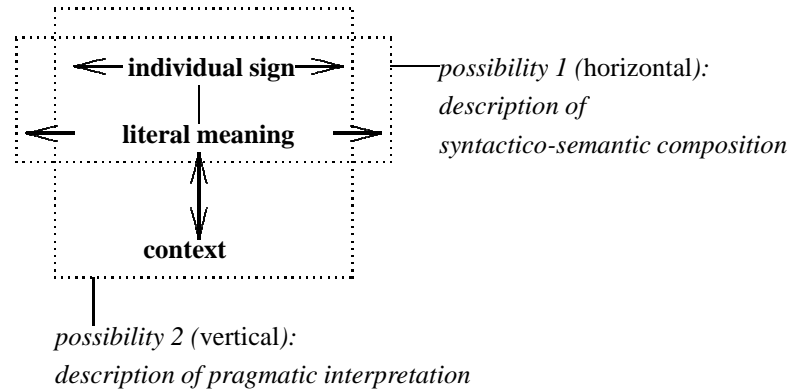 individual sign
possibility 1 (horizontal):
description of
literal meaning
syntactico-semantic composition
context
possibility 2 (vertical):
description of pragmatic interpretation